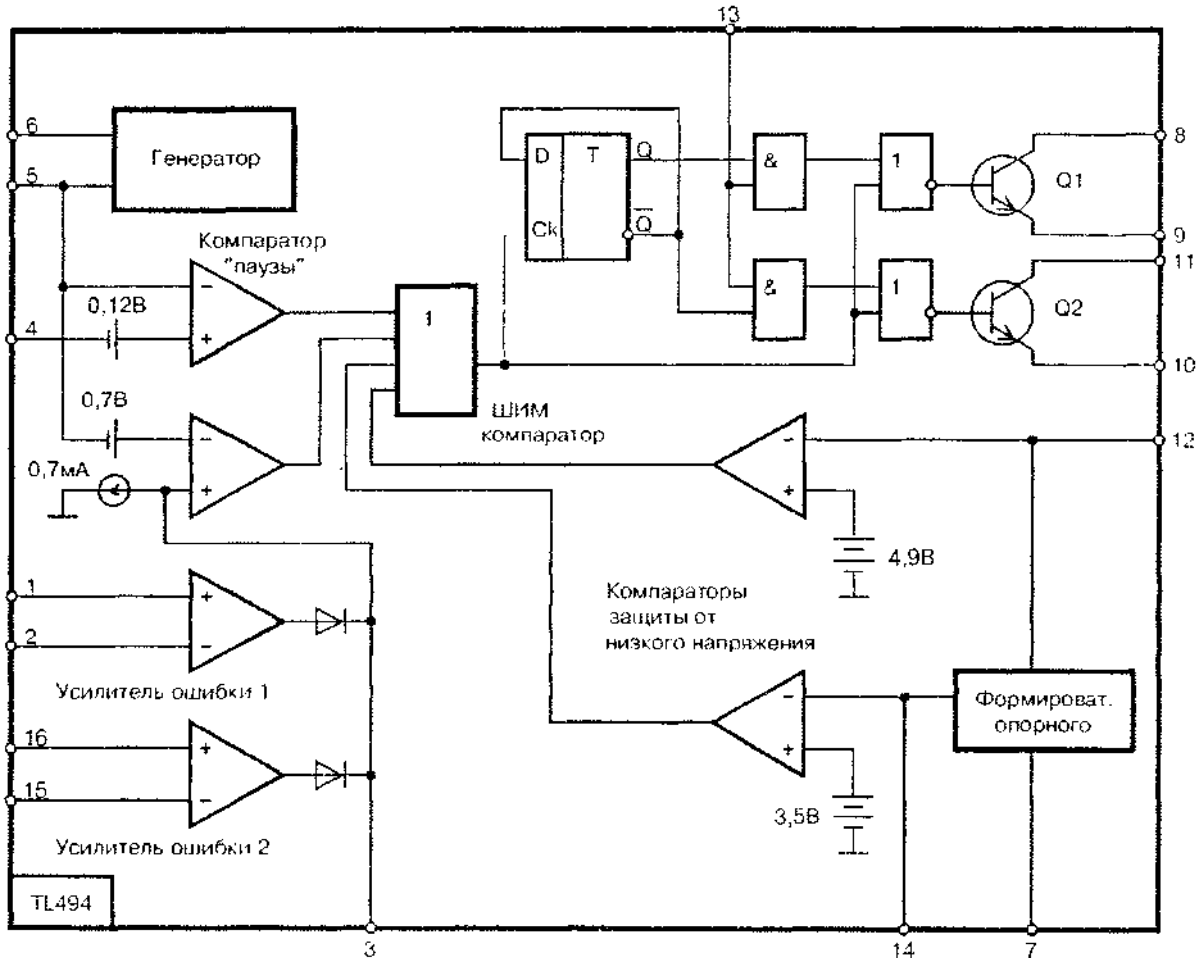 13
6
Генератор
5
D
T
Q
Ck
Q
&
1
8
Q1
9
Компаратор
"паузы"
−
+
0,12В
4
1
&
1
11
Q2
10
0,7В
−
+
0,7мА
ШИМ
компаратор
−
+
12
4,9В
1
+
2
−
Усилитель ошибки 1
Компараторы
защиты от
низкого напряжения
−
+
Формироват.
опорного
3,5В
16
+
15
−
Усилитель ошибки 2
TL494
3
14
7